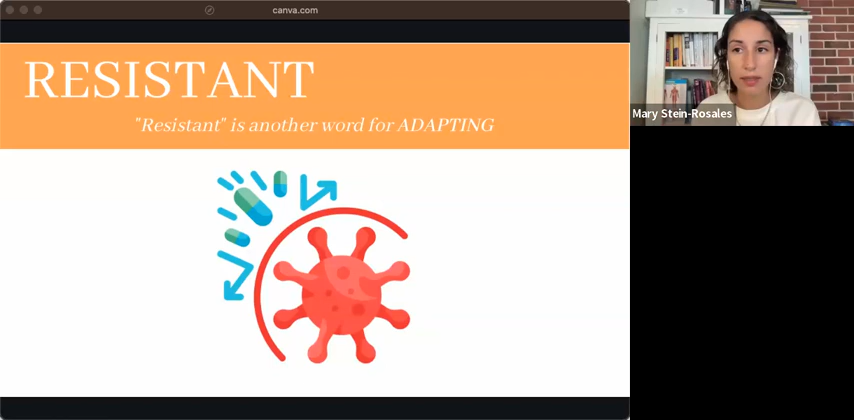 canva.com
RESISTANT
"Resistant" is another word for ADAPTING
Mary Stein-Rosales